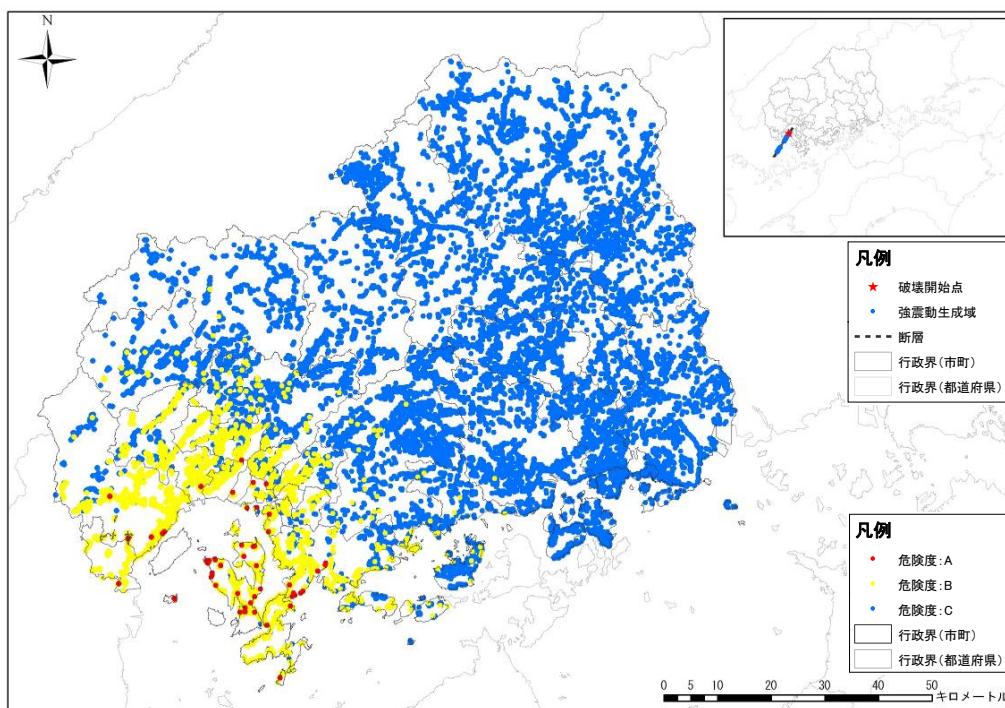 N
凡例
破壊開始点
強震動生成域
断層
行政界(市町)
行政界(都道府県)
凡例
危険度:A
危険度:B
危険度:C
行政界(市町)
行政界(都道府県)
0 5 10 20 30 40 50
キロメートル